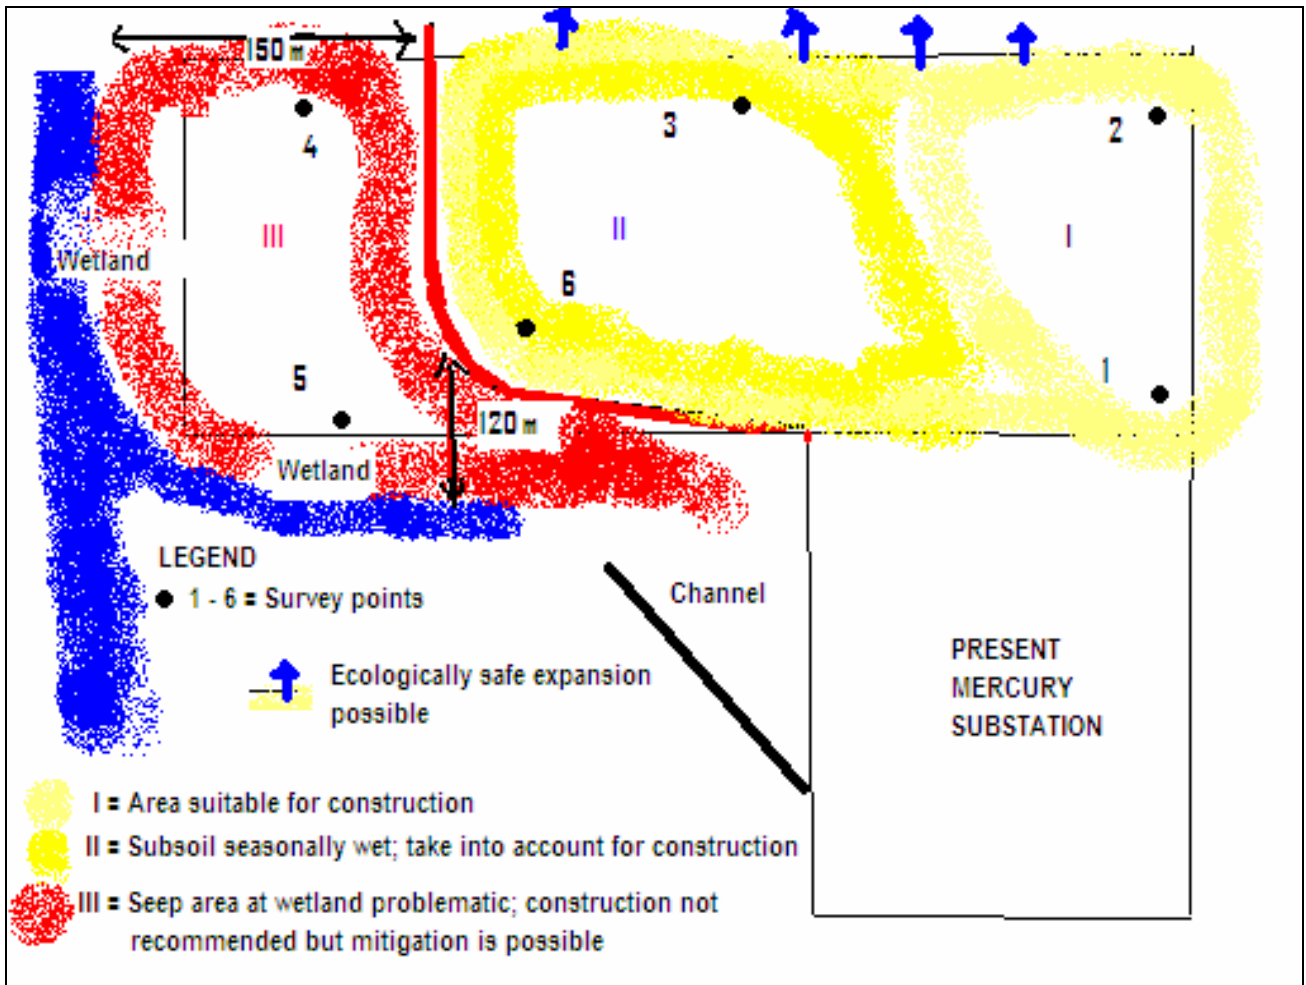 150 m
4
3
2
III
II
I
Wetland
6
5
1
120 m
Wetland
LEGEND
1 - 6 = Survey points
Channel
Ecologically safe expansion
possible
PRESENT
MERCURY
SUBSTATION
I = Area suitable for construction
II = Subsoil seasonally wet; take into account for construction
III = Seep area at wetland problematic; construction not
recommended but mitigation is possible